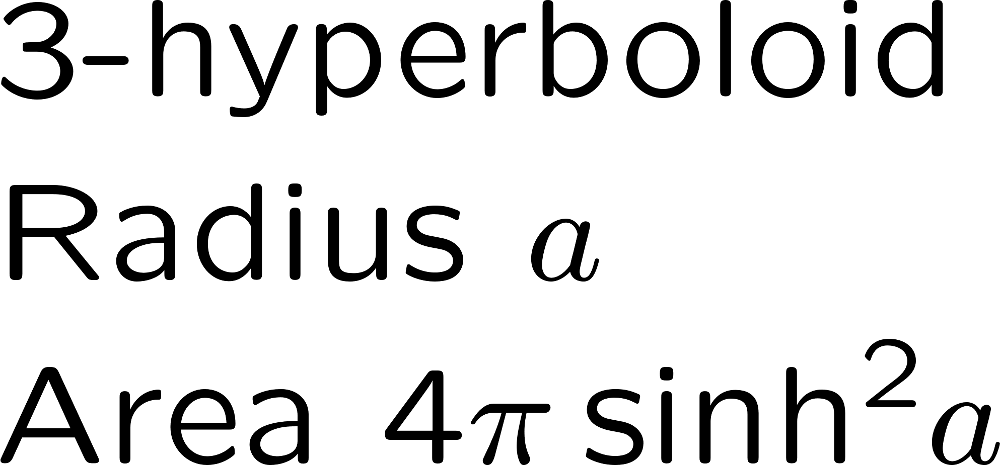 3-hyperboloid
Radius a
Area 4π sinh²a